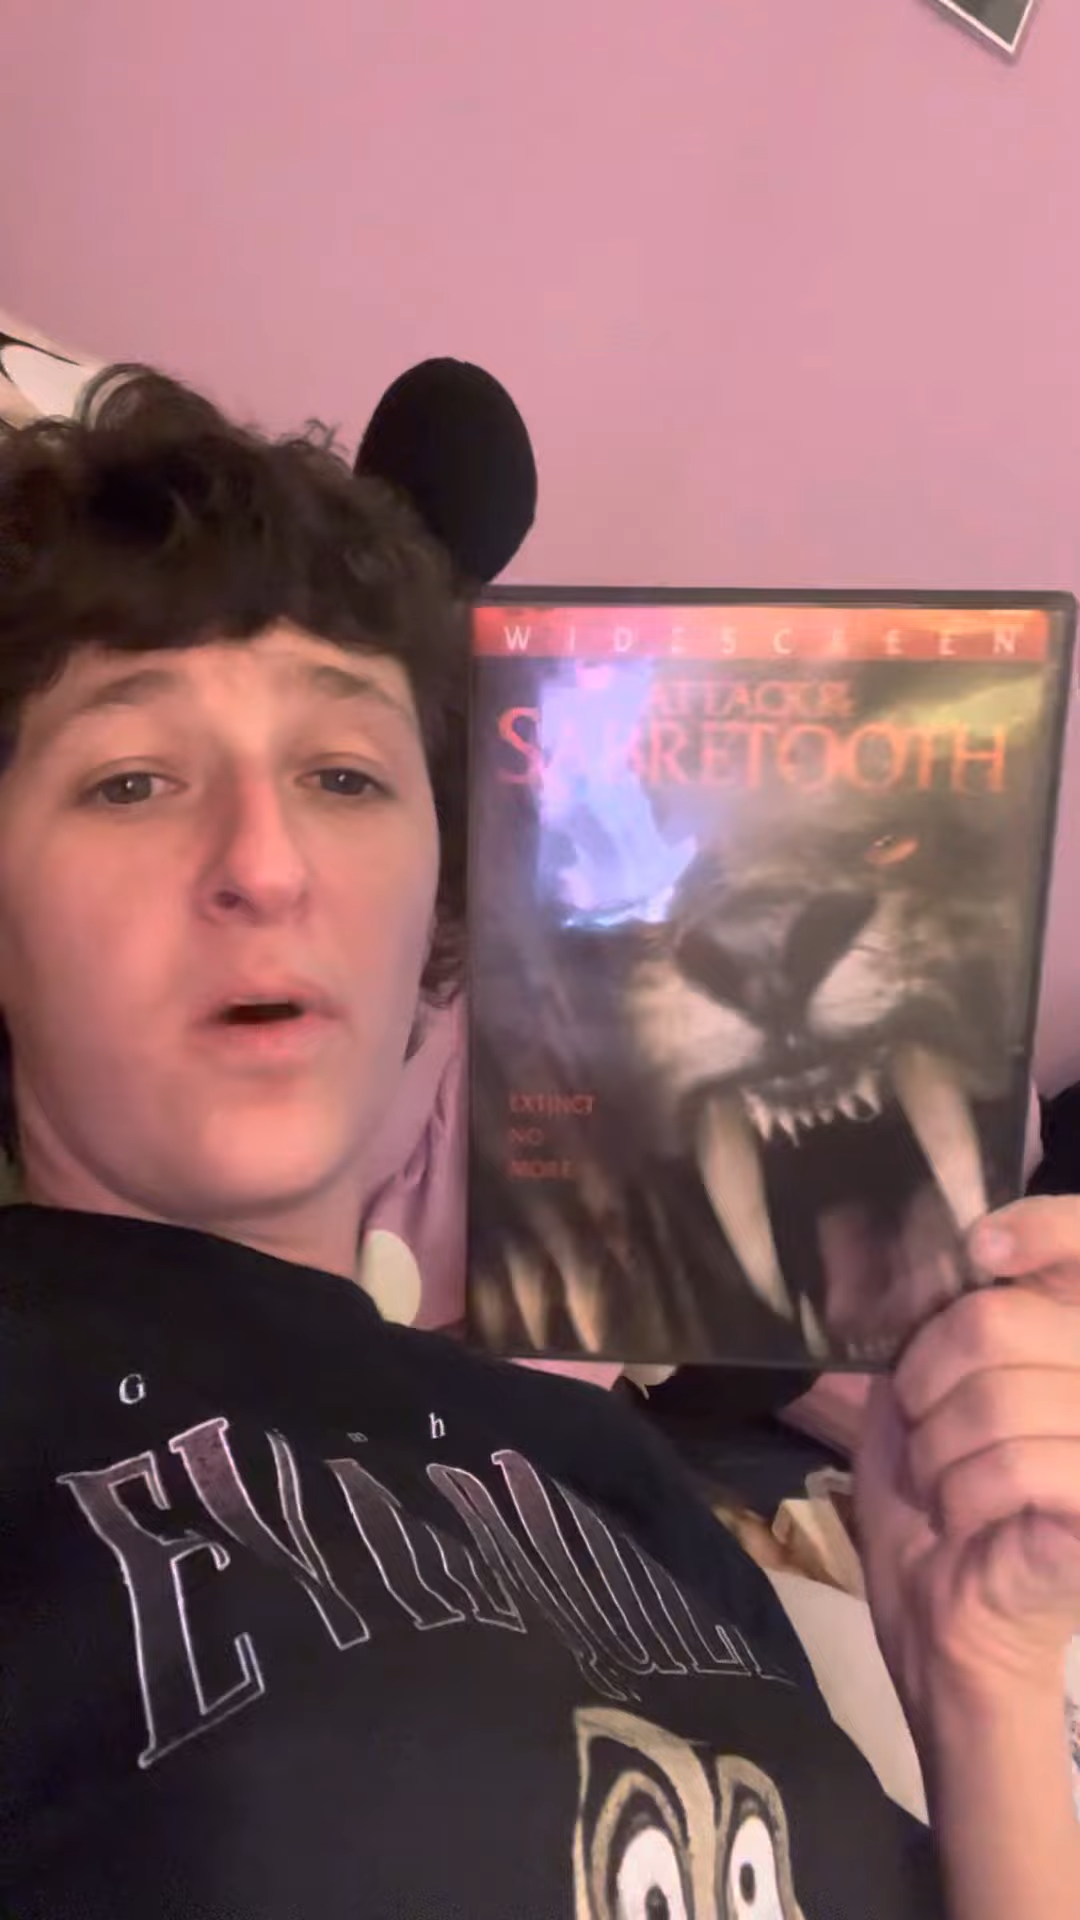 WIDESCREEN
ATTACK OF THE
SABRETOOTH
EXTINCT
NO
MORE
G h